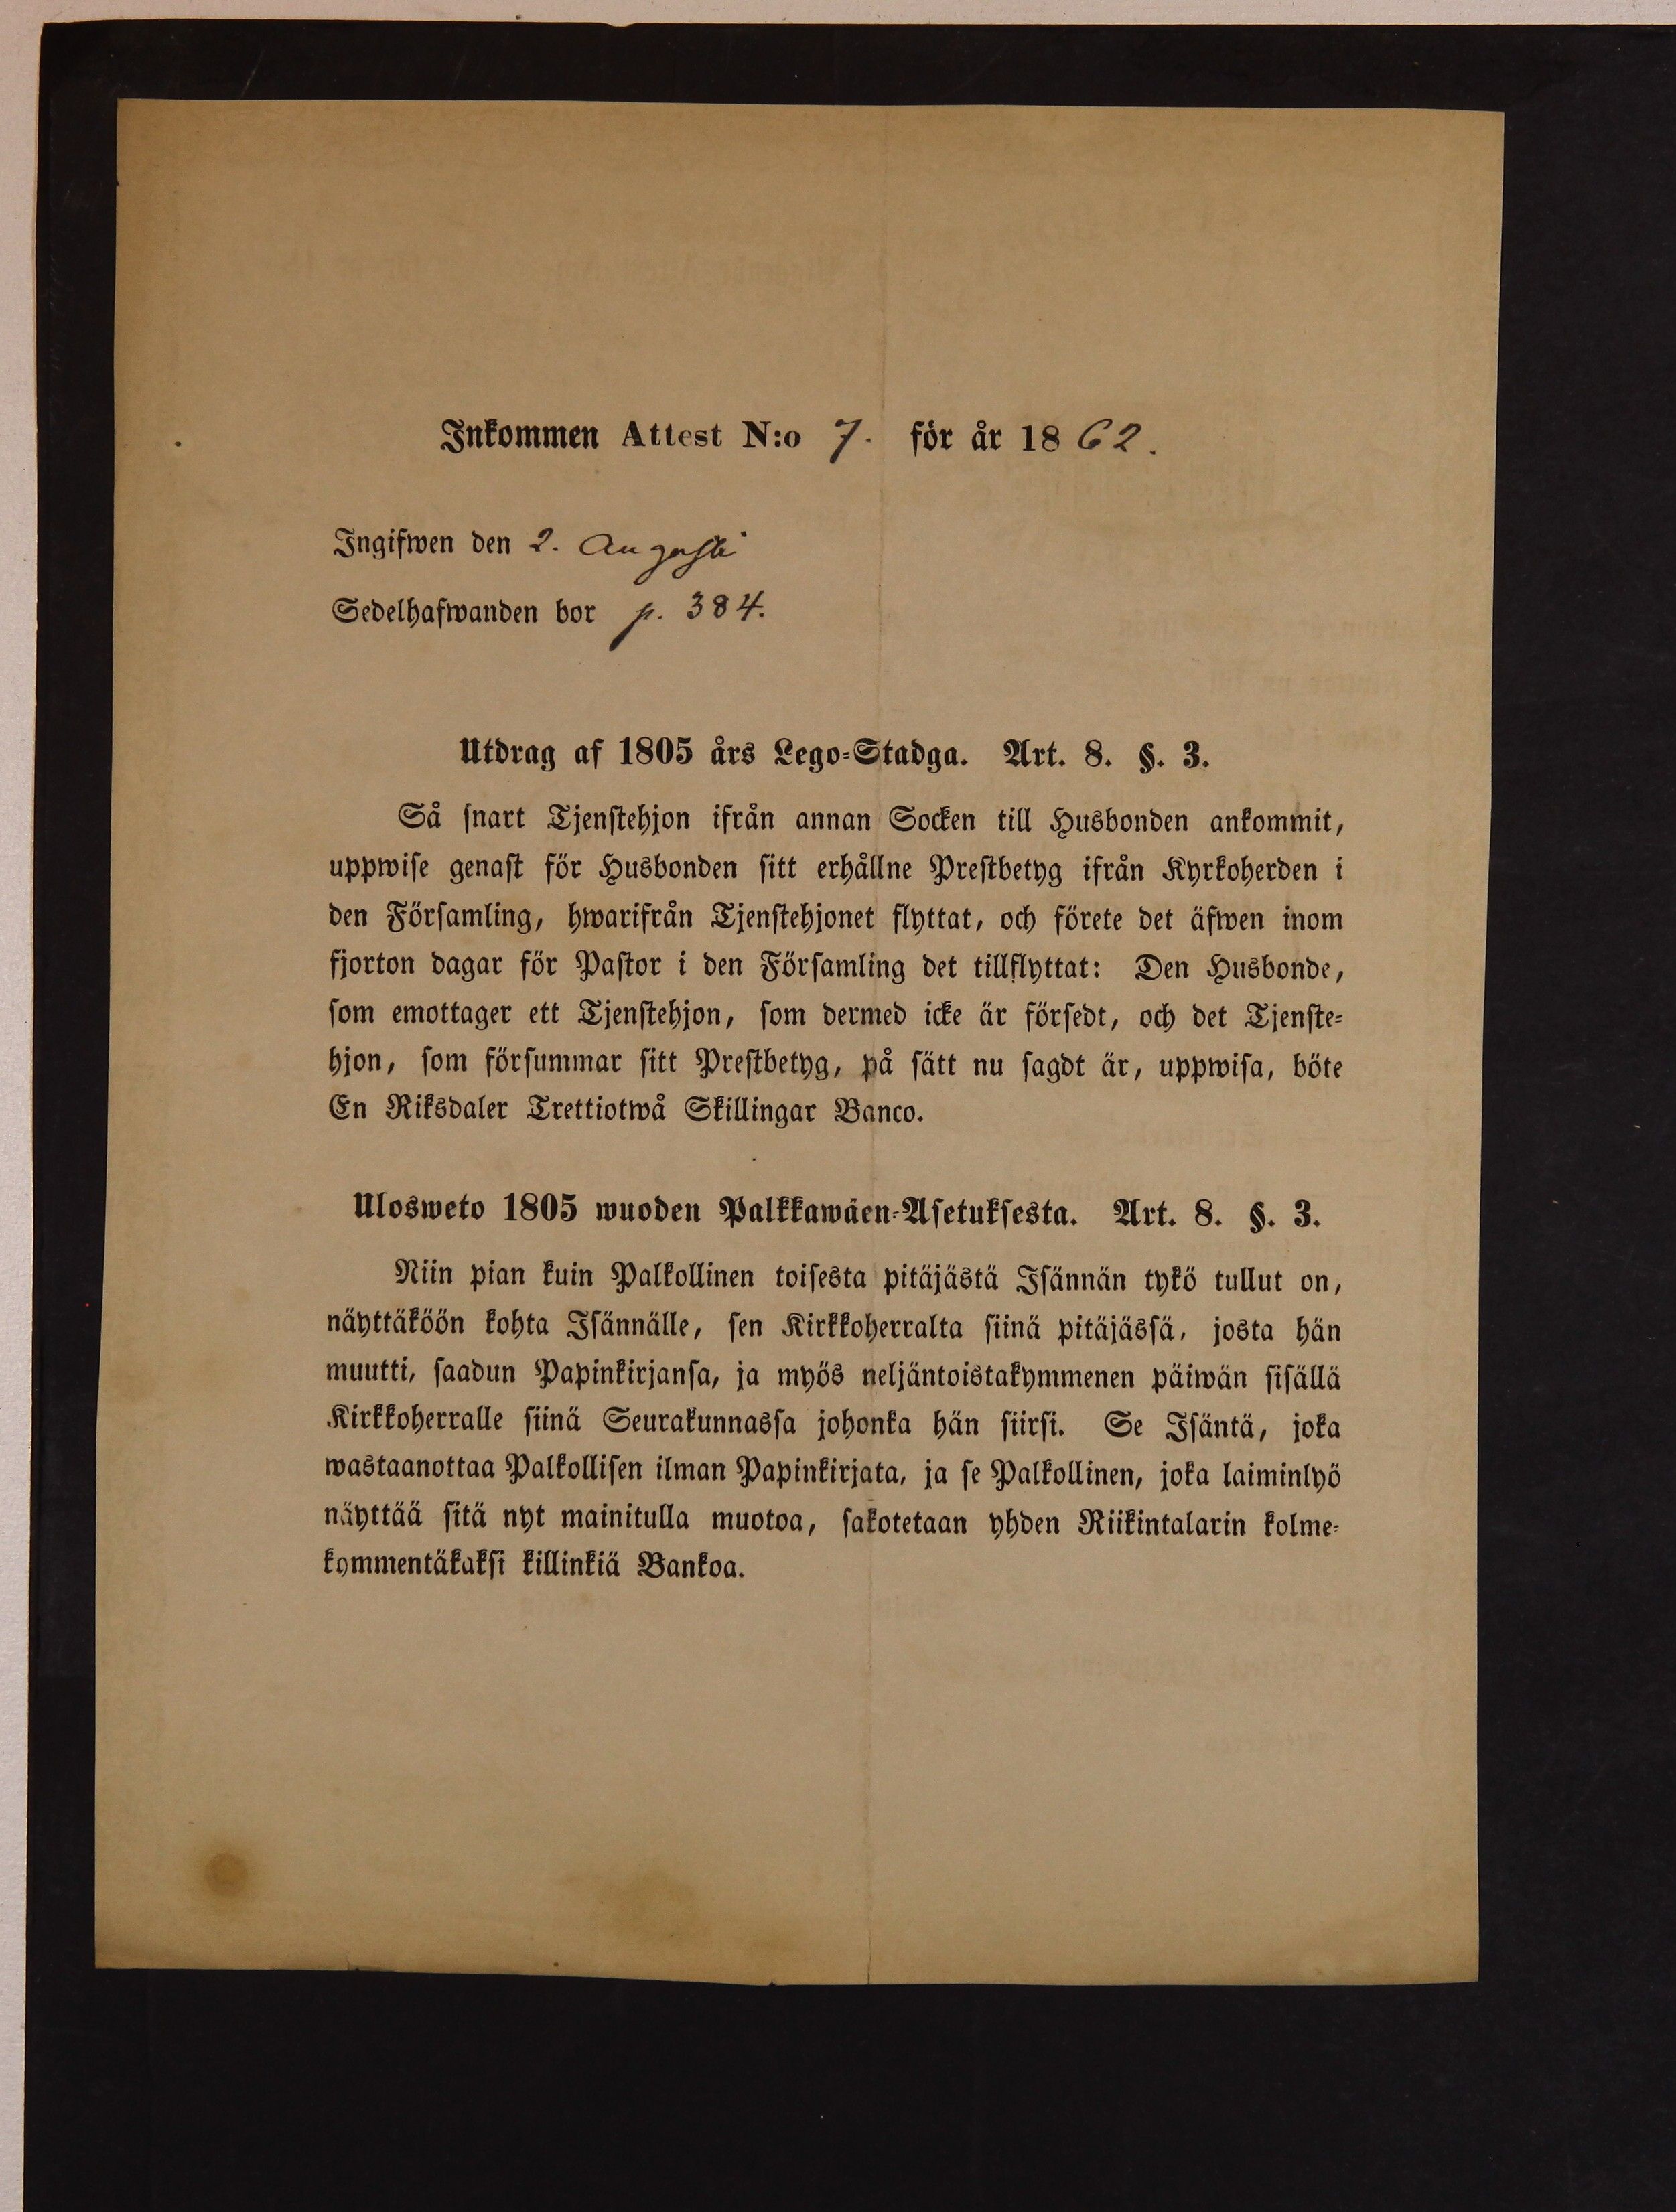 Inkommen Attest N:o 7. för år 1862.
Ingifwen den 2. Augusti
Sedelhafwanden bor p. 384.
Utdrag af 1805 års Lego-Stadga. Art. 8. §. 3.
Så snart Tjenstehjon ifrån annan Socken till Husbonden ankommit,
uppwise genast för Husbonden sitt erhållne Prestbetyg ifrån Kyrkoherden i
den Församling, hwarifrån Tjenstehjonet flyttat, och förete det äfwen inom
fjorton dagar för Pastor i den Församling det tillflyttat: Den Husbonde,
som emottager ett Tjenstehjon, som dermed icke är försedt, och det Tjenste-
hjon, som försummar sitt Prestbetyg, på sätt nu sagdt är, uppwisa, böte
En Riksdaler Trettiotwå Skillingar Banco.
Ulosweto 1805 wuoden Palkkawäen-Asetuksesta. Art. 8. §. 3.
Niin pian kuin Palkollinen toisesta pitäjästä Isännän tykö tullut on,
näyttäköön kohta Isännälle, sen Kirkkoherralta siinä pitäjässä, josta hän
muutti, saadun Papinkirjansa, ja myös neljäntoistakymmenen päiwän sisällä
Kirkkoherralle siinä Seurakunnassa johonka hän siirsi. Se Isäntä, joka
wastaanottaa Palkollisen ilman Papinkirjata, ja se Palkollinen, joka laiminlyö
näyttää sitä nyt mainitulla muotoa, sakotetaan yhden Riikintalarin kolme-
kymmentäkaksi killinkiä Bankoa.